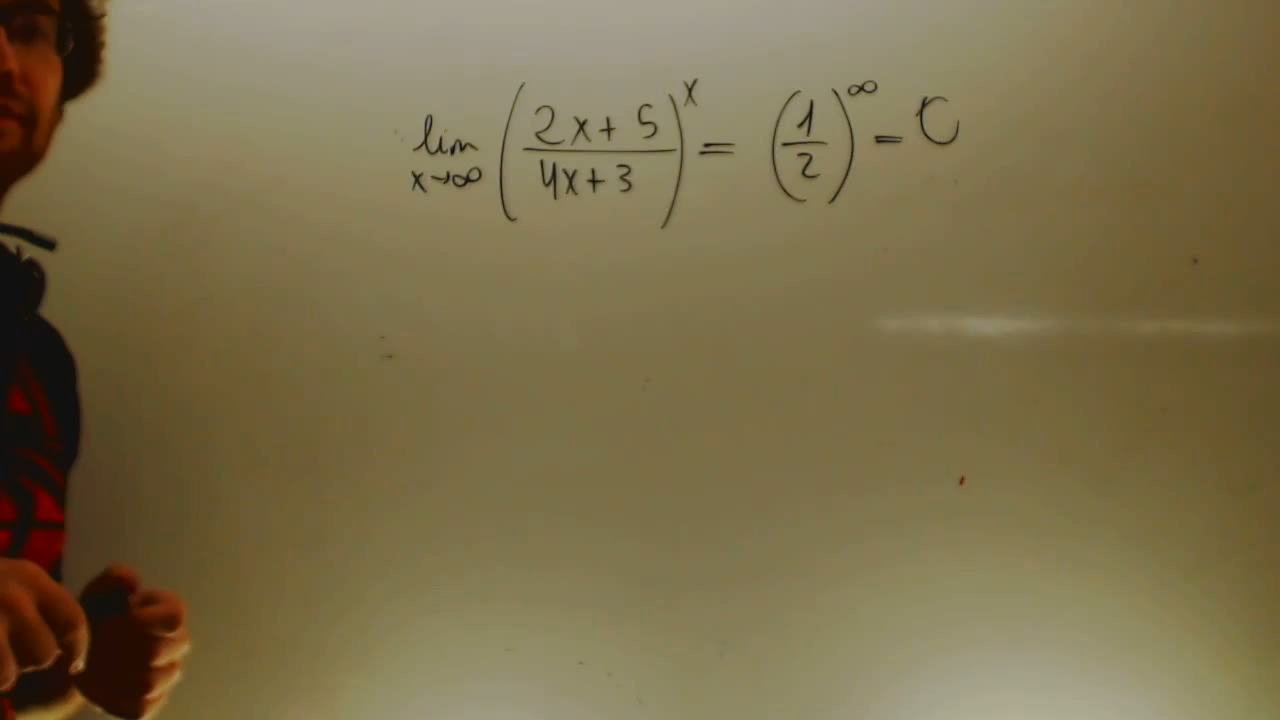 lim x→∞ ( (2x+5)/(4x+3) )^x = (1/2)^∞ = 0